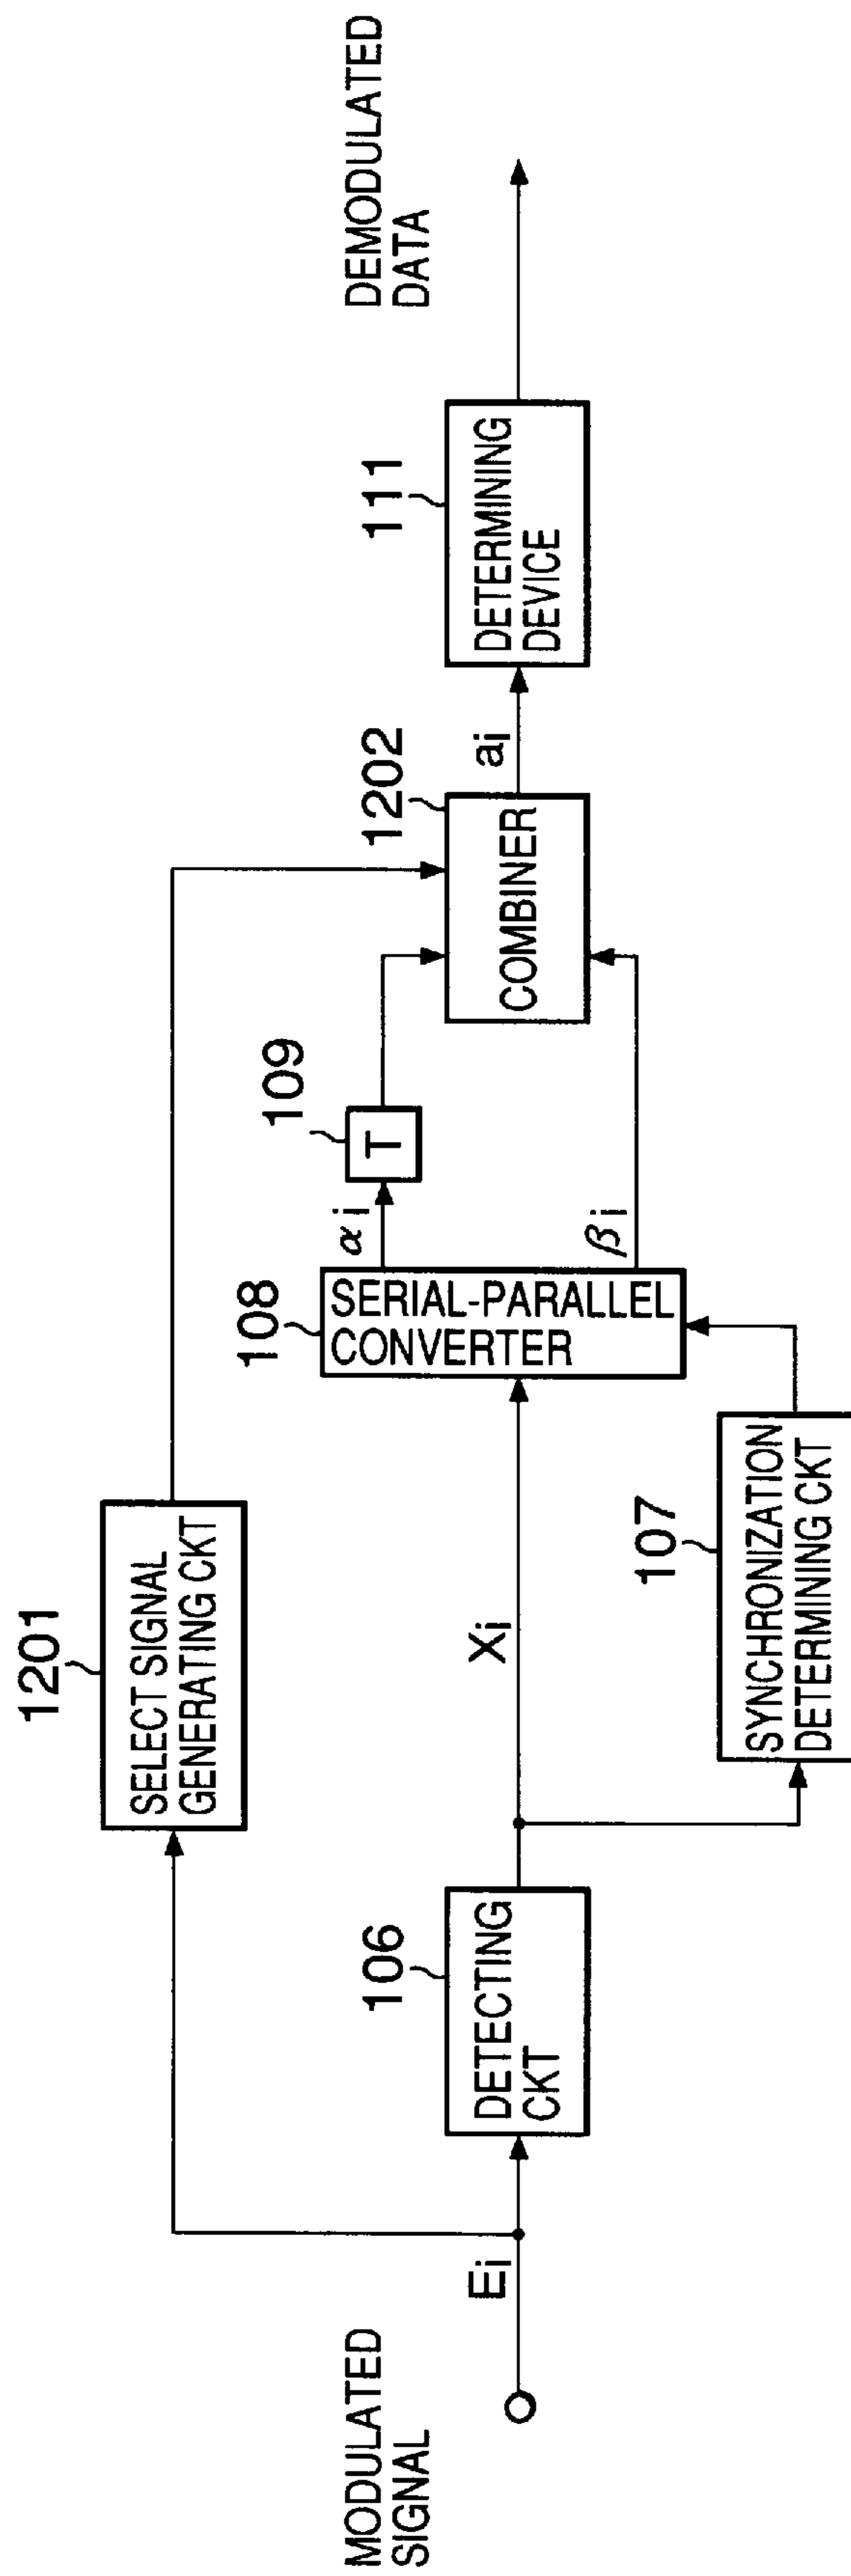 MODULATED
SIGNAL
Ei
1201
SELECT SIGNAL
GENERATING CKT
106
DETECTING
CKT
Xi
107
SYNCHRONIZATION
DETERMINING CKT
108
SERIAL-PARALLEL
CONVERTER
αi
βi
109
T
1202
COMBINER
ai
111
DETERMINING
DEVICE
DEMODULATED
DATA